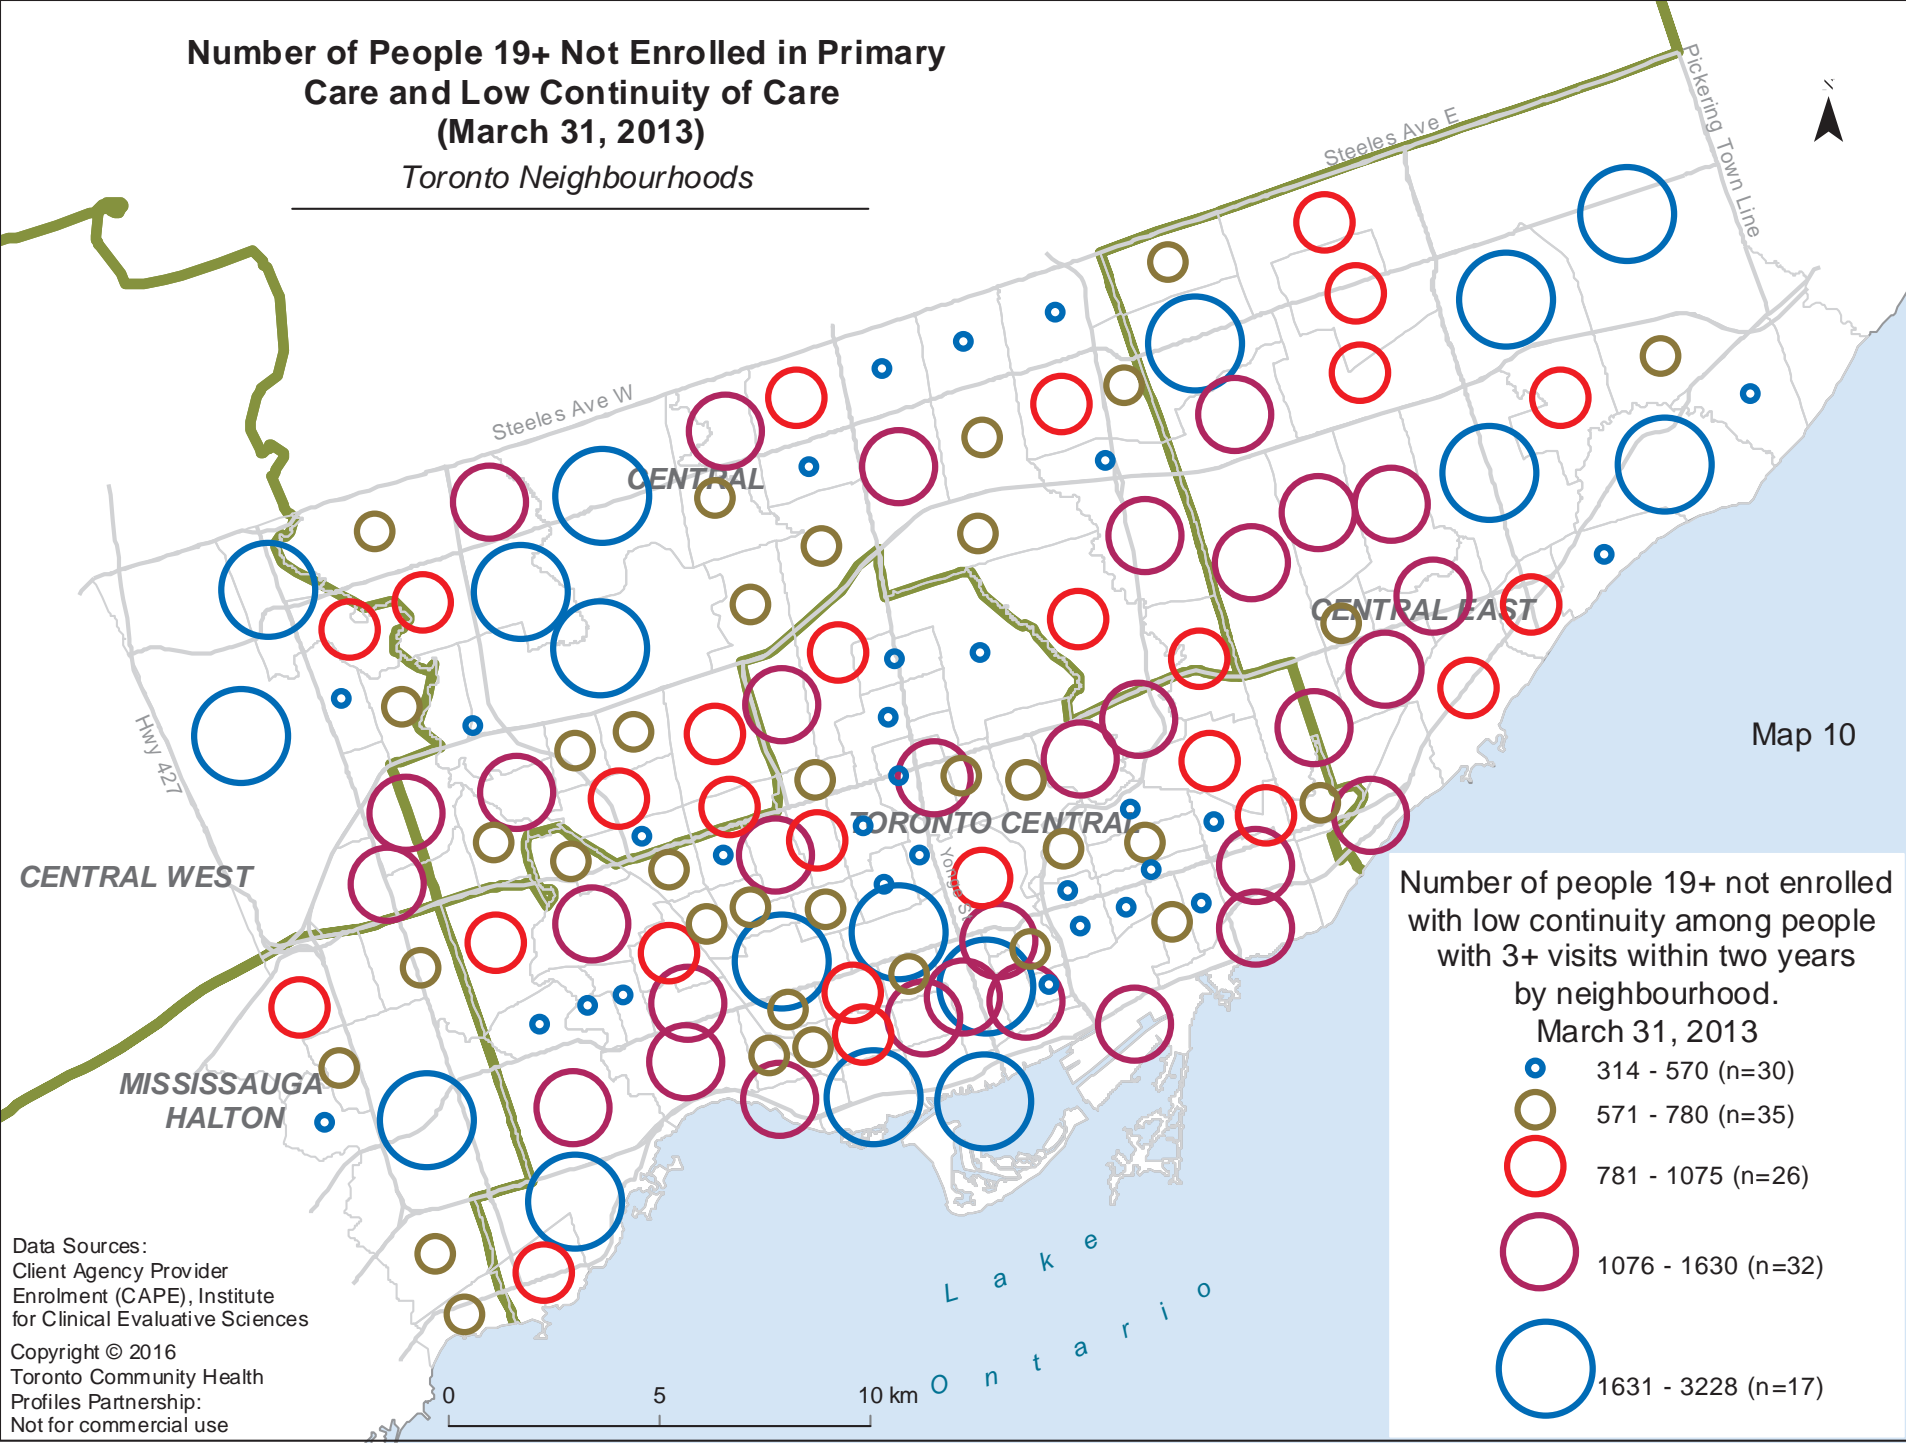 Number of People 19+ Not Enrolled in Primary
Care and Low Continuity of Care
(March 31, 2013)
Toronto Neighbourhoods
N
Pickering Town Line
Steeles Ave E
Steeles Ave W
CENTRAL
CENTRAL EAST
Hwy 427
Map 10
TORONTO CENTRAL
Yonge St
CENTRAL WEST
MISSISSAUGA
HALTON
Number of people 19+ not enrolled
with low continuity among people
with 3+ visits within two years
by neighbourhood.
March 31, 2013
314 - 570 (n=30)
571 - 780 (n=35)
781 - 1075 (n=26)
1076 - 1630 (n=32)
1631 - 3228 (n=17)
Lake
Ontario
Data Sources:
Client Agency Provider
Enrolment (CAPE), Institute
for Clinical Evaluative Sciences
Copyright © 2016
Toronto Community Health
Profiles Partnership:
Not for commercial use
0 5 10 km